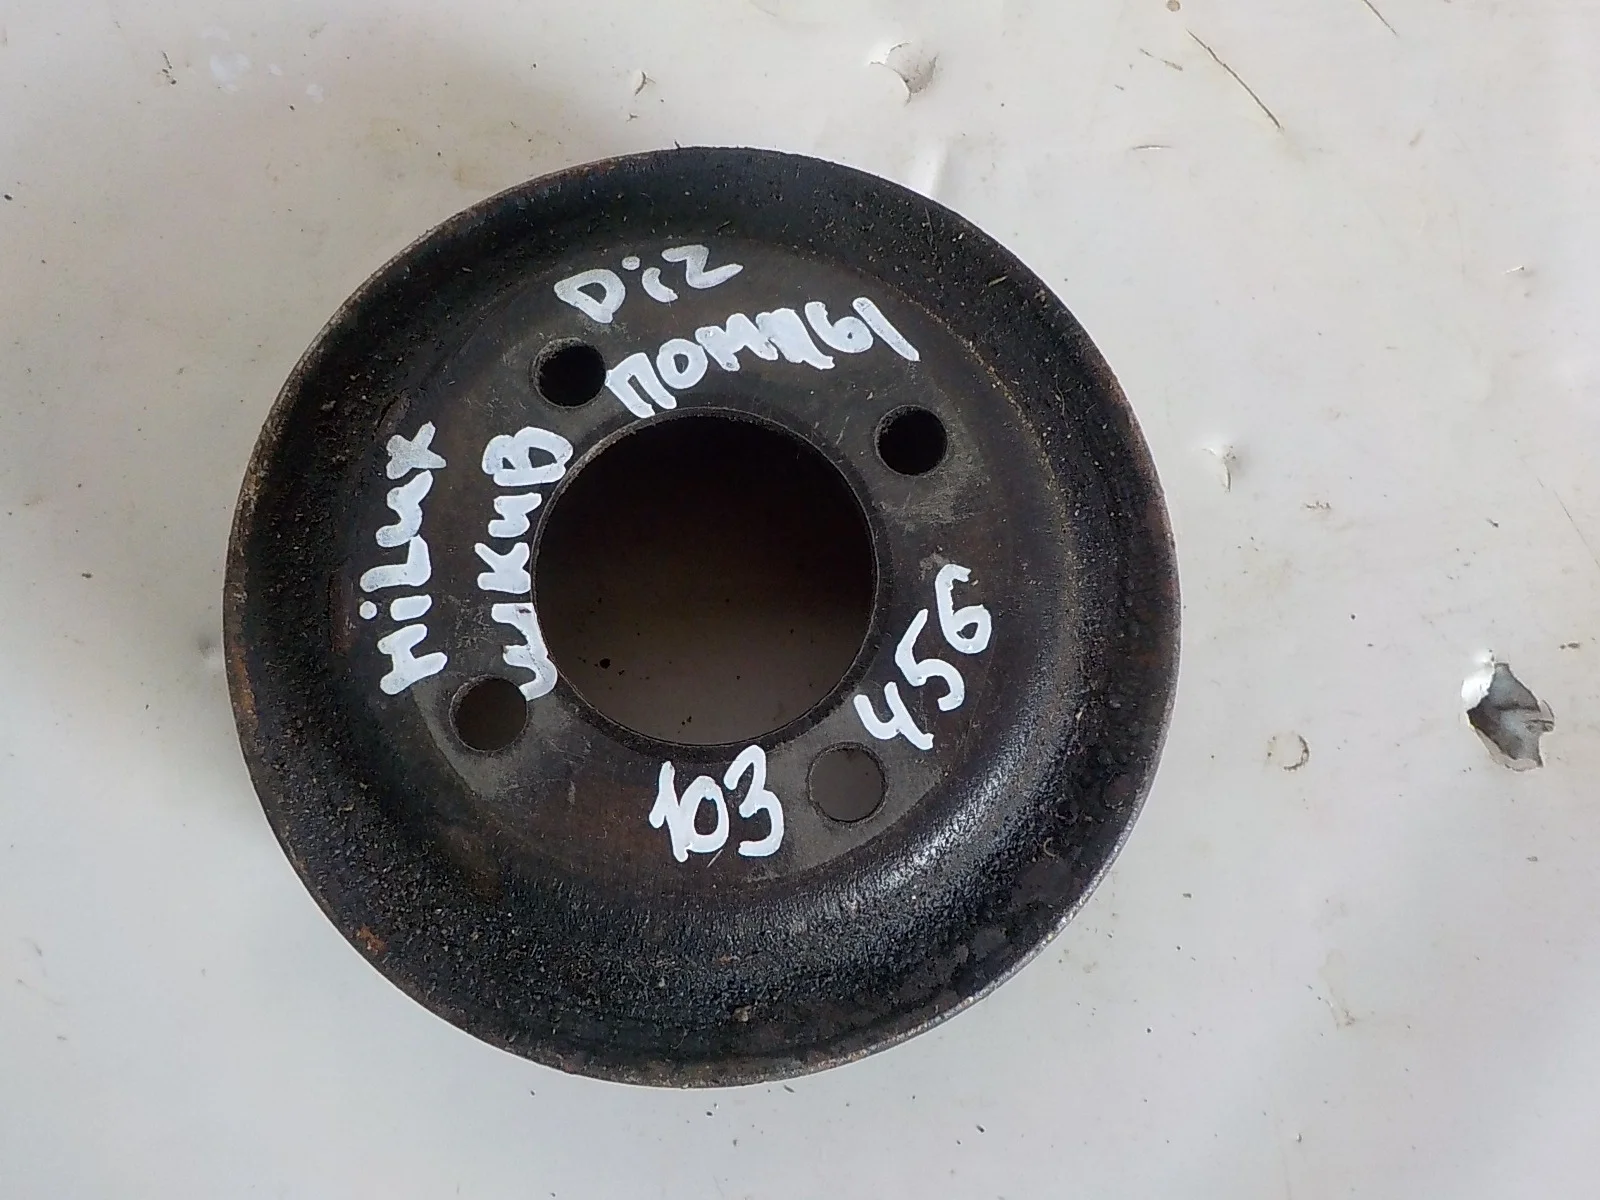 HiLux
Diz
шкив помпы
103
456